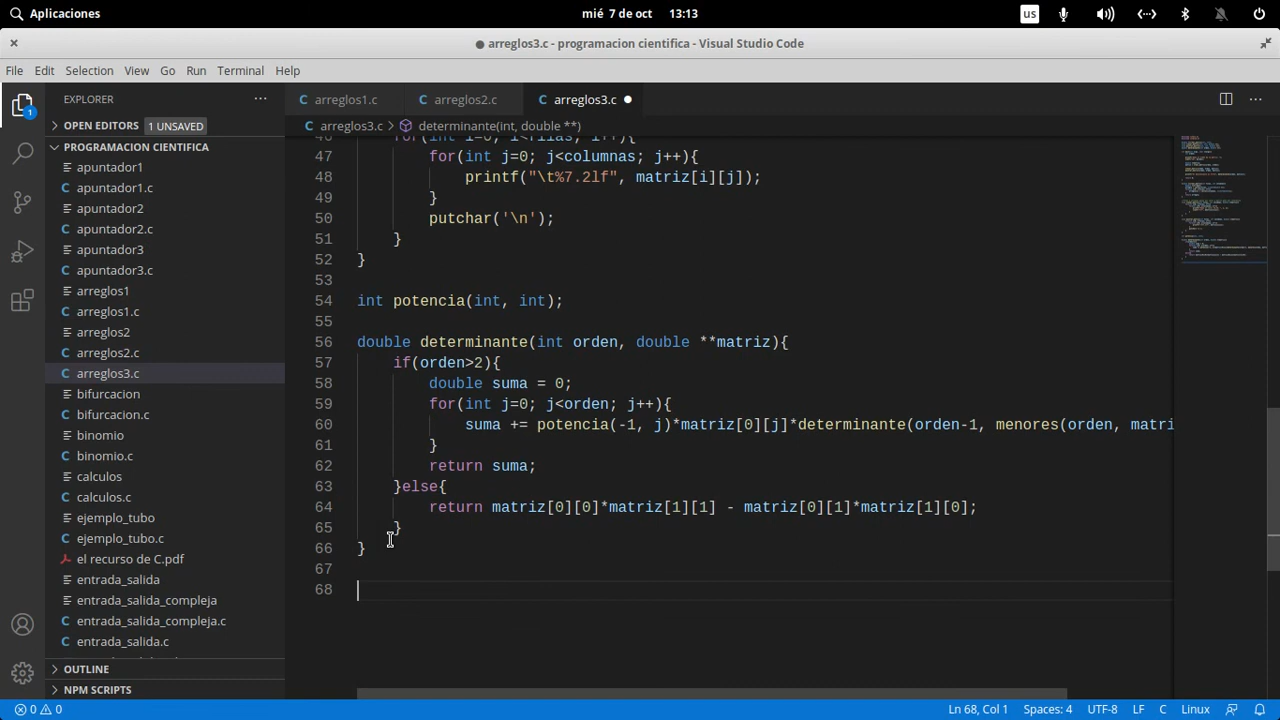 Aplicaciones
mié 7 de oct 13:13
us
● arreglos3.c - programacion cientifica - Visual Studio Code
File Edit Selection View Go Run Terminal Help
EXPLORER
1
OPEN EDITORS 1 UNSAVED
PROGRAMACION CIENTIFICA
apuntador1
C apuntador1.c
apuntador2
C apuntador2.c
apuntador3
C apuntador3.c
arreglos1
C arreglos1.c
arreglos2
C arreglos2.c
C arreglos3.c
bifurcacion
C bifurcacion.c
binomio
C binomio.c
calculos
C calculos.c
ejemplo_tubo
C ejemplo_tubo.c
el recurso de C.pdf
entrada_salida
entrada_salida_compleja
C entrada_salida_compleja.c
C entrada_salida.c
OUTLINE
NPM SCRIPTS
C arreglos1.c C arreglos2.c C arreglos3.c ●
C arreglos3.c > determinante(int, double **)
46 for(int i=0; i<filas; i++){
47 for(int j=0; j<columnas; j++){
48 printf("\t%7.2lf", matriz[i][j]);
49 }
50 putchar('\n');
51 }
52 }
53
54 int potencia(int, int);
55
56 double determinante(int orden, double **matriz){
57 if(orden>2){
58 double suma = 0;
59 for(int j=0; j<orden; j++){
60 suma += potencia(-1, j)*matriz[0][j]*determinante(orden-1, menores(orden, matri
61 }
62 return suma;
63 }else{
64 return matriz[0][0]*matriz[1][1] - matriz[0][1]*matriz[1][0];
65 }
66 }
67
68
0 0 Ln 68, Col 1 Spaces: 4 UTF-8 LF C Linux